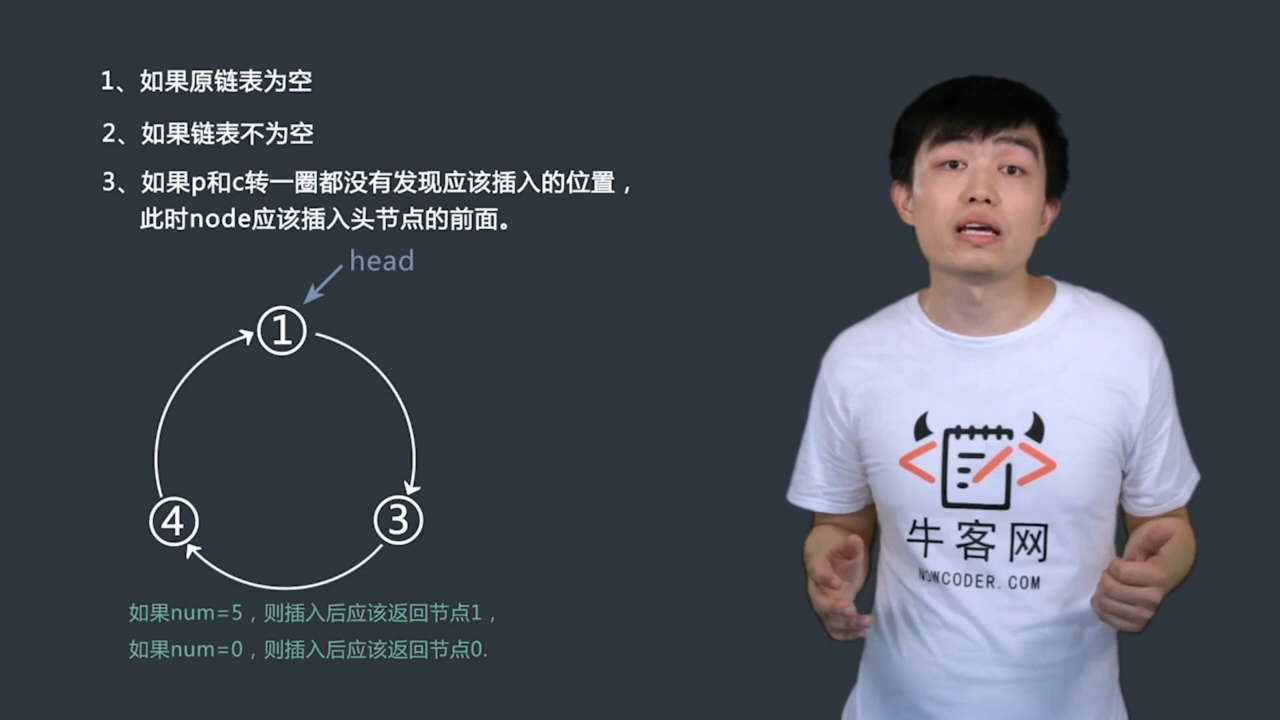 1、如果原链表为空
2、如果链表不为空
3、如果p和c转一圈都没有发现应该插入的位置，
此时node应该插入头节点的前面。
head
1
4
3
如果num=5，则插入后应该返回节点1，
如果num=0，则插入后应该返回节点0.
牛客网
NOWCODER.COM